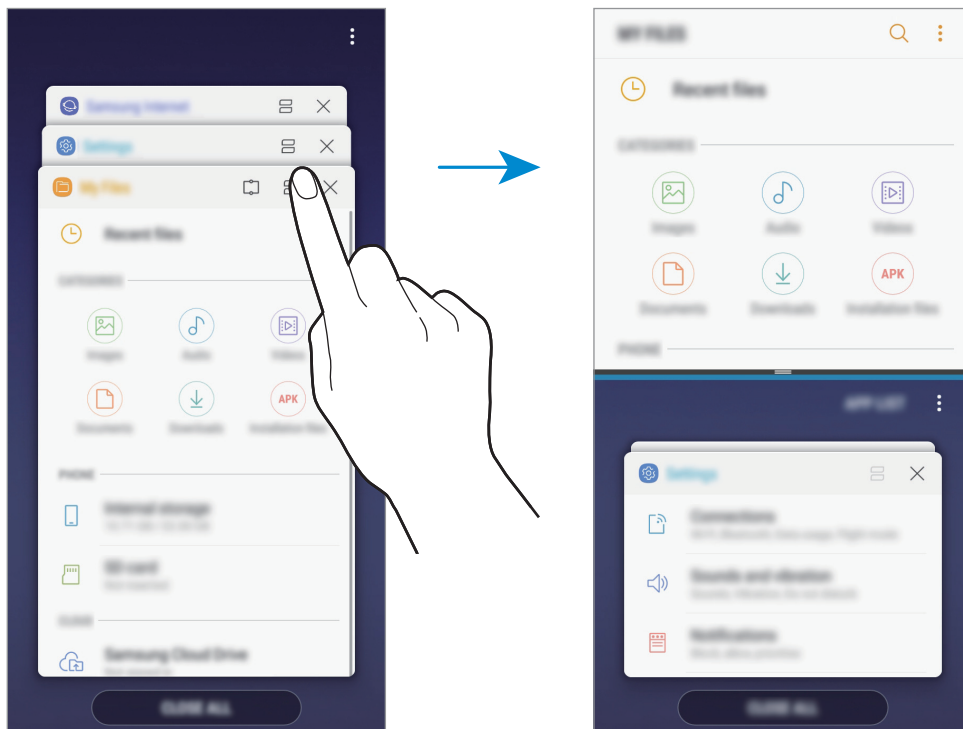 Samsung Internet
Settings
My Files
Recent files
CATEGORIES
Images Audio Videos
APK
Documents Downloads Installation files
PHONE
Internal storage
SD card
Not inserted
CLOUD
Samsung Cloud Drive
CLOSE ALL
MY FILES
Recent files
CATEGORIES
Images Audio Videos
APK
Documents Downloads Installation files
PHONE
APP LIST
Settings
Connections
Sounds and vibration
Notifications
CLOSE ALL